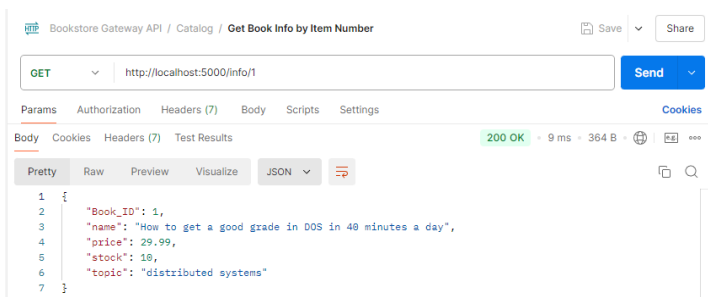 HTTP Bookstore Gateway API / Catalog / Get Book Info by Item Number Save Share
GET http://localhost:5000/info/1 Send
Params Authorization Headers (7) Body Scripts Settings Cookies
Body Cookies Headers (7) Test Results 200 OK 9 ms 364 B
Pretty Raw Preview Visualize JSON
1 {
2 "Book_ID": 1,
3 "name": "How to get a good grade in DOS in 40 minutes a day",
4 "price": 29.99,
5 "stock": 10,
6 "topic": "distributed systems"
7 }